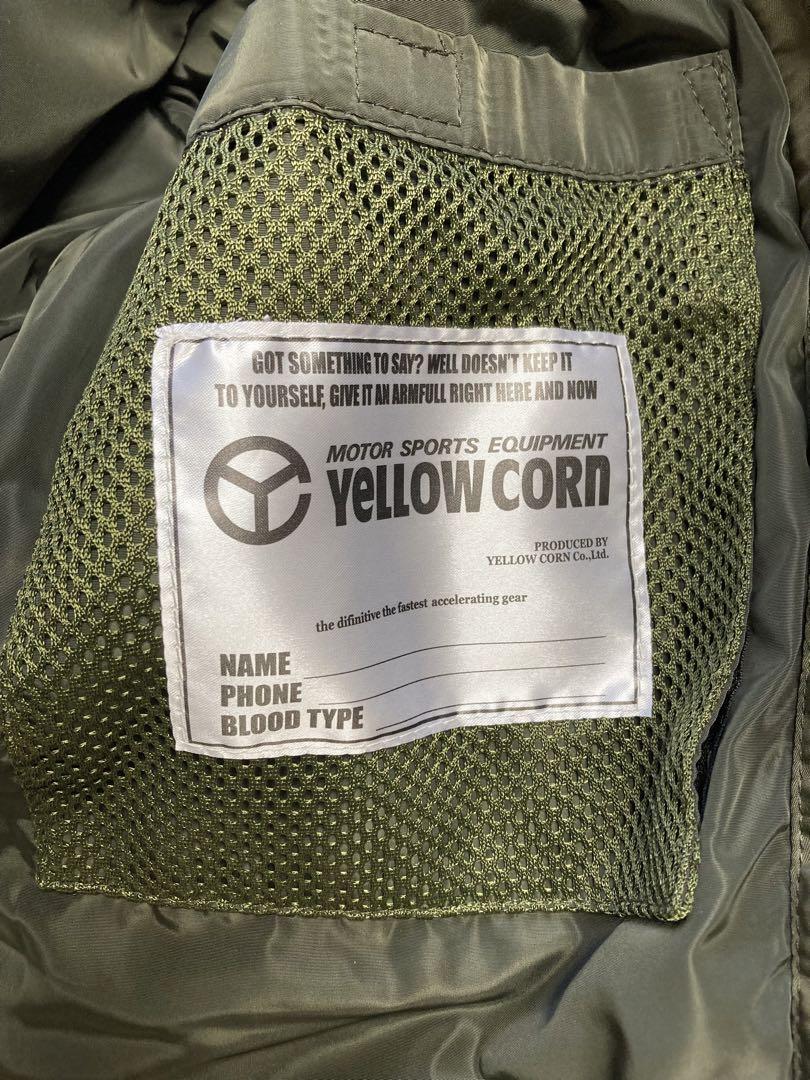 GOT SOMETHING TO SAY? WELL DOESN'T KEEP IT
TO YOURSELF, GIVE IT AN ARMFULL RIGHT HERE AND NOW
MOTOR SPORTS EQUIPMENT
YeLLOW CORn
PRODUCED BY
YELLOW CORN Co.,Ltd.
the difinitive the fastest accelerating gear
NAME
PHONE
BLOOD TYPE